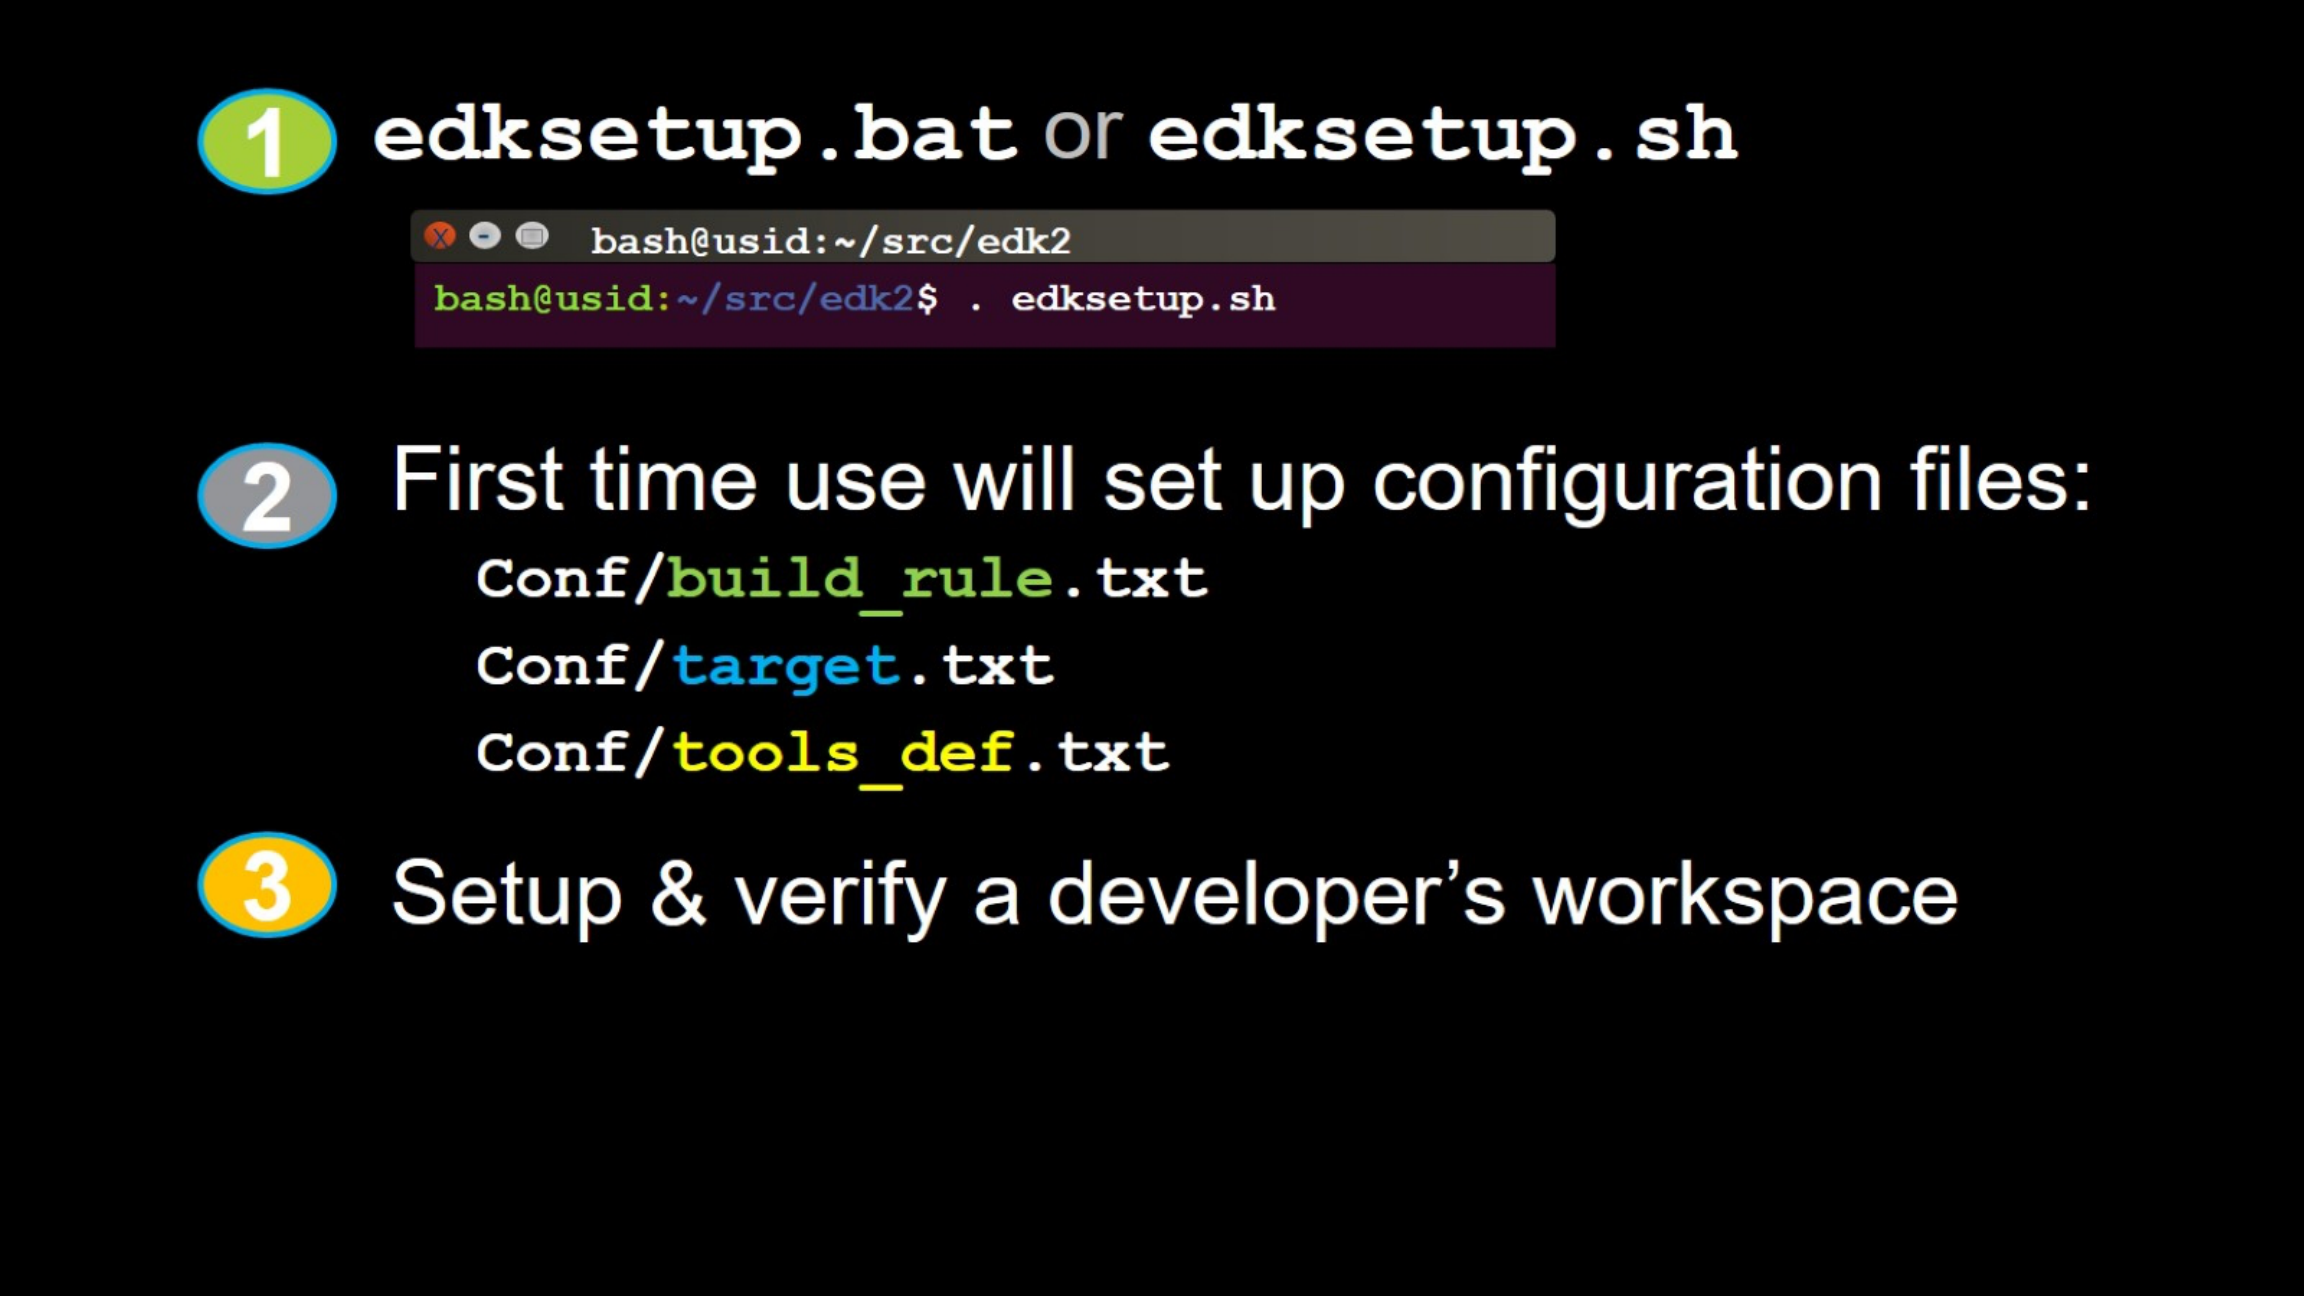 1 edksetup.bat or edksetup.sh
X - bash@usid:~/src/edk2
bash@usid:~/src/edk2$ . edksetup.sh
2 First time use will set up configuration files:
Conf/build_rule.txt
Conf/target.txt
Conf/tools_def.txt
3 Setup & verify a developer’s workspace